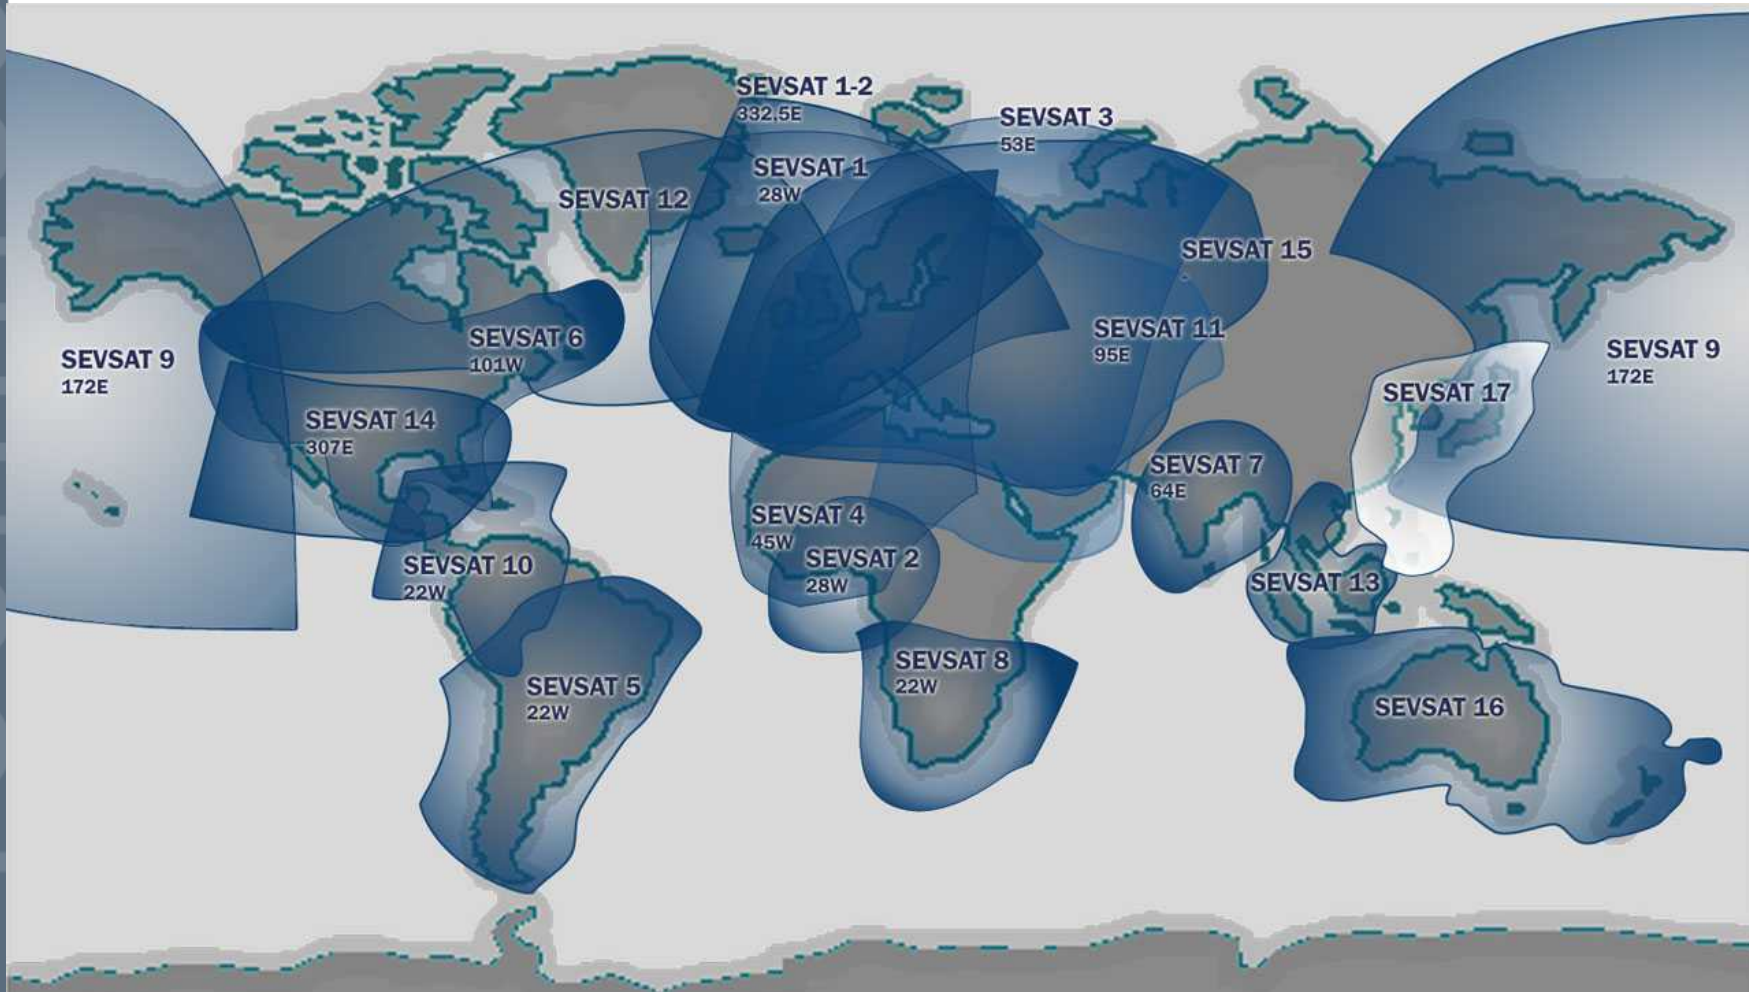 SEVSAT 1-2
332,5E
SEVSAT 3
53E
SEVSAT 1
28W
SEVSAT 12
SEVSAT 15
SEVSAT 6
101W
SEVSAT 11
95E
SEVSAT 9
172E
SEVSAT 9
172E
SEVSAT 17
SEVSAT 14
307E
SEVSAT 7
64E
SEVSAT 4
45W
SEVSAT 2
28W
SEVSAT 10
22W
SEVSAT 13
SEVSAT 8
22W
SEVSAT 5
22W
SEVSAT 16